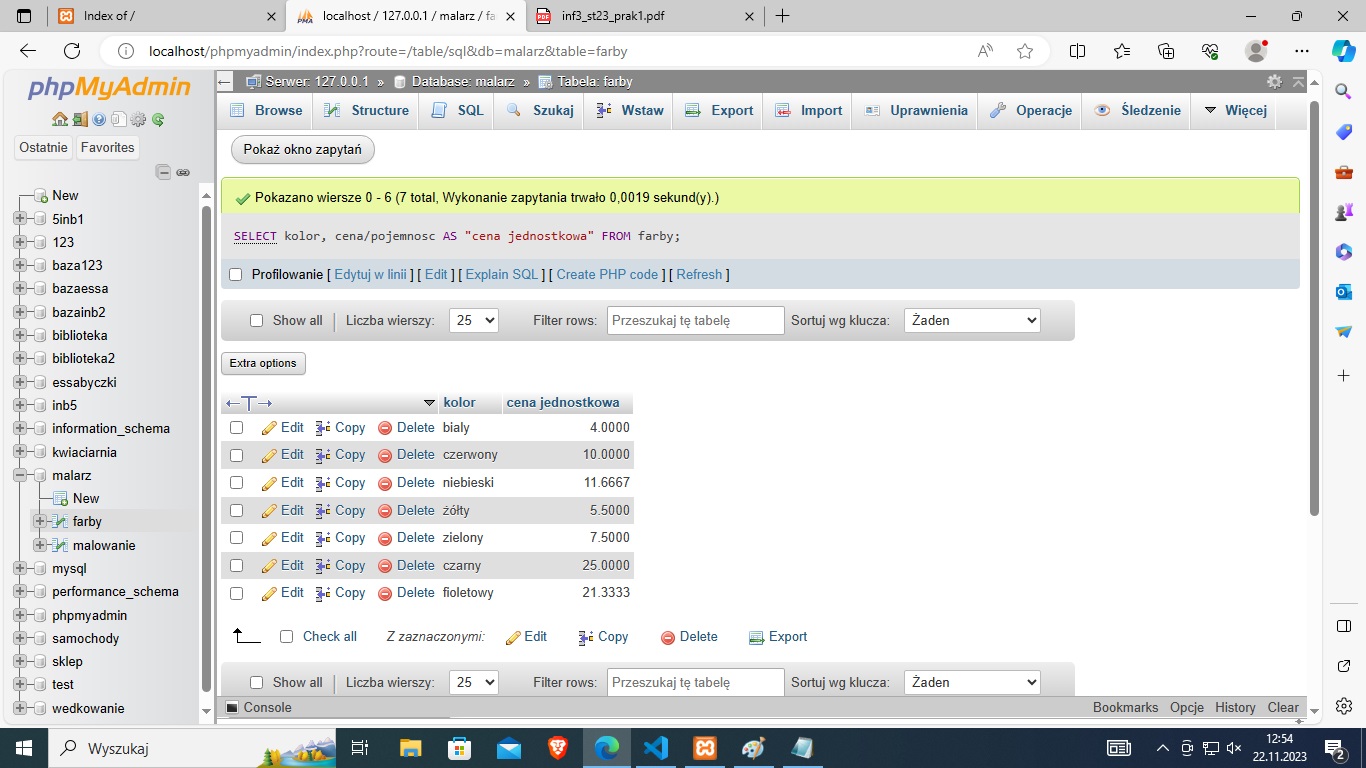 Index of /
localhost / 127.0.0.1 / malarz / fa
inf3_st23_prak1.pdf
localhost/phpmyadmin/index.php?route=/table/sql&db=malarz&table=farby
phpMyAdmin
Ostatnie Favorites
New
5inb1
123
baza123
bazaessa
bazainb2
biblioteka
biblioteka2
essabyczki
inb5
information_schema
kwiaciarnia
malarz
New
farby
malowanie
mysql
performance_schema
phpmyadmin
samochody
sklep
test
wedkowanie
Serwer: 127.0.0.1 » Database: malarz » Tabela: farby
Browse Structure SQL Szukaj Wstaw Export Import Uprawnienia Operacje Śledzenie Więcej
Pokaż okno zapytań
Pokazano wiersze 0 - 6 (7 total, Wykonanie zapytania trwało 0,0019 sekund(y).)
SELECT kolor, cena/pojemnosc AS "cena jednostkowa" FROM farby;
Profilowanie [ Edytuj w linii ] [ Edit ] [ Explain SQL ] [ Create PHP code ] [ Refresh ]
Show all | Liczba wierszy: 25 Filter rows: Przeszukaj tę tabelę Sortuj wg klucza: Żaden
Extra options
←T→ kolor cena jednostkowa
Edit Copy Delete bialy 4.0000
Edit Copy Delete czerwony 10.0000
Edit Copy Delete niebieski 11.6667
Edit Copy Delete żółty 5.5000
Edit Copy Delete zielony 7.5000
Edit Copy Delete czarny 25.0000
Edit Copy Delete fioletowy 21.3333
Check all Z zaznaczonymi: Edit Copy Delete Export
Show all | Liczba wierszy: 25 Filter rows: Przeszukaj tę tabelę Sortuj wg klucza: Żaden
Console Bookmarks Opcje History Clear
Wyszukaj
12:54
22.11.2023
2